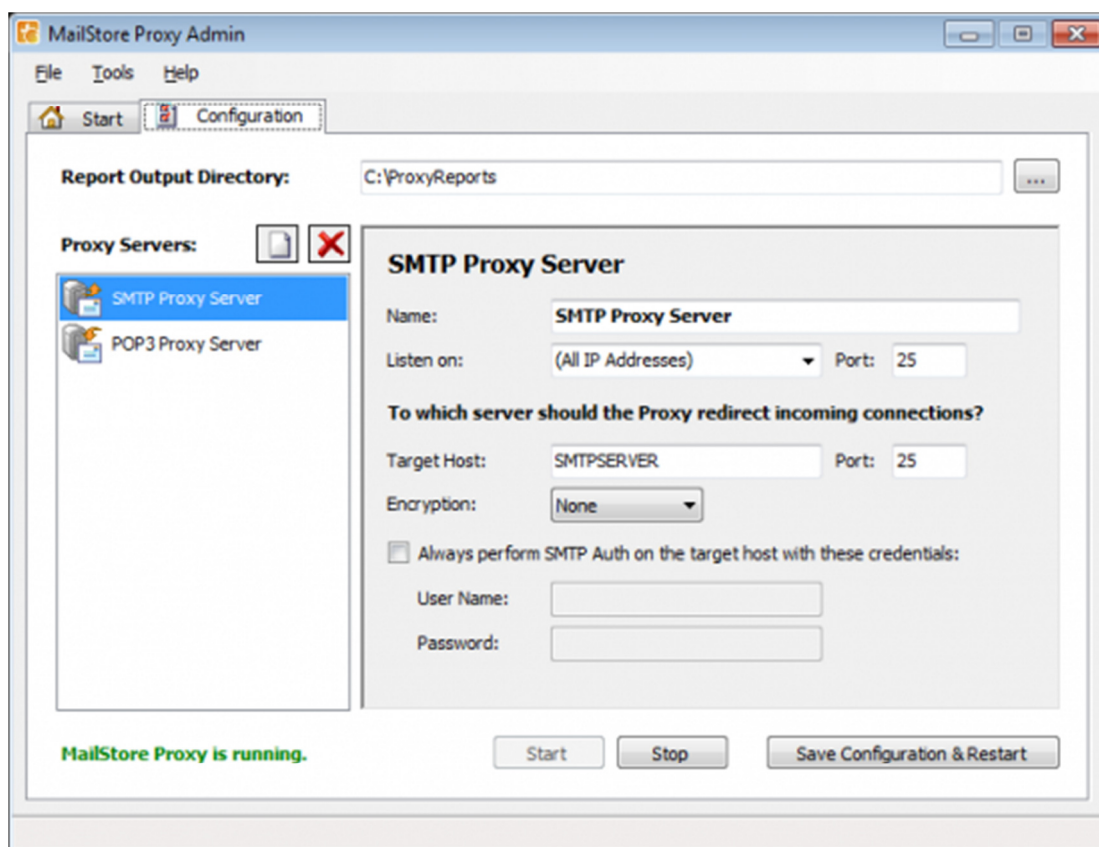 MailStore Proxy Admin
File Tools Help
Start Configuration
Report Output Directory: C:\ProxyReports ...
Proxy Servers:
SMTP Proxy Server
POP3 Proxy Server
SMTP Proxy Server
Name: SMTP Proxy Server
Listen on: (All IP Addresses) Port: 25
To which server should the Proxy redirect incoming connections?
Target Host: SMTPSERVER Port: 25
Encryption: None
Always perform SMTP Auth on the target host with these credentials:
User Name:
Password:
MailStore Proxy is running. Start Stop Save Configuration & Restart